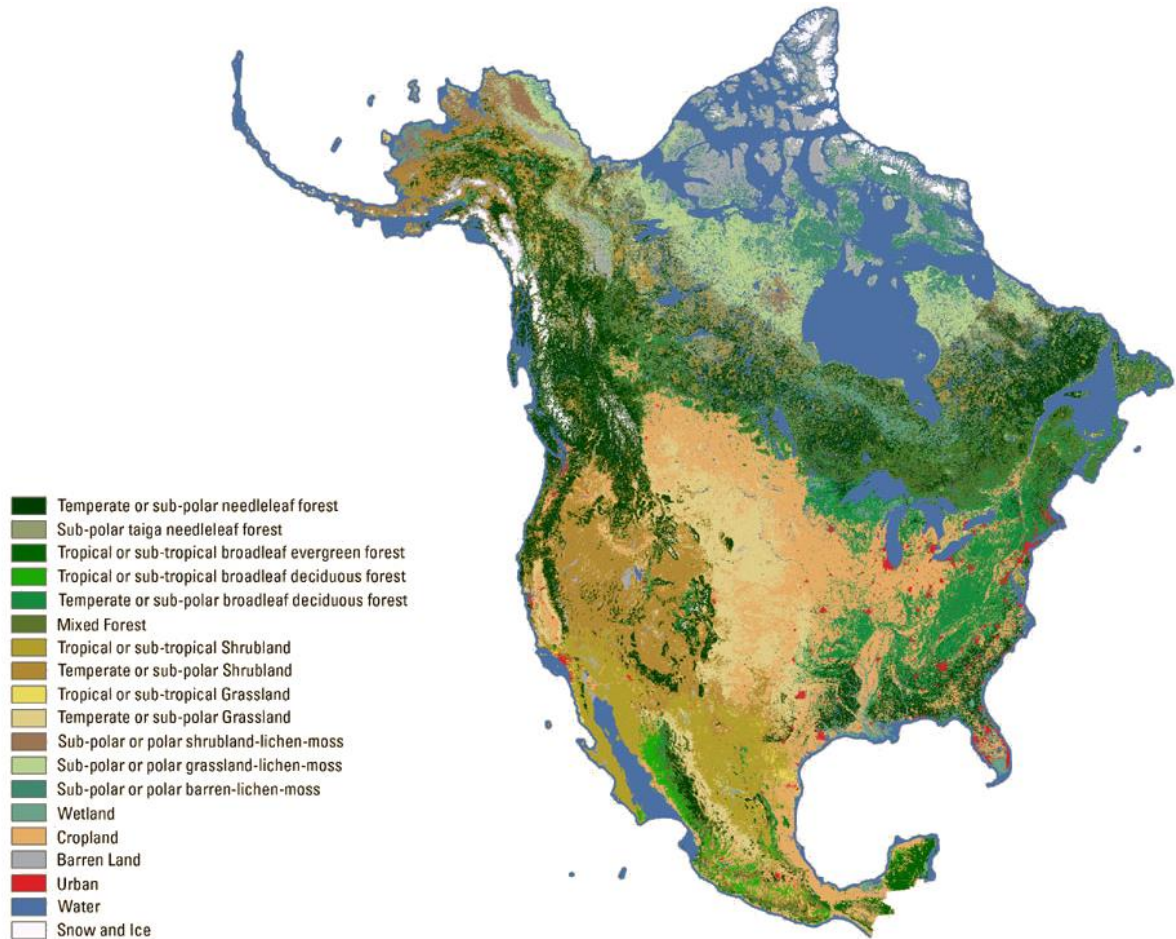 Temperate or sub-polar needleleaf forest
Sub-polar taiga needleleaf forest
Tropical or sub-tropical broadleaf evergreen forest
Tropical or sub-tropical broadleaf deciduous forest
Temperate or sub-polar broadleaf deciduous forest
Mixed Forest
Tropical or sub-tropical Shrubland
Temperate or sub-polar Shrubland
Tropical or sub-tropical Grassland
Temperate or sub-polar Grassland
Sub-polar or polar shrubland-lichen-moss
Sub-polar or polar grassland-lichen-moss
Sub-polar or polar barren-lichen-moss
Wetland
Cropland
Barren Land
Urban
Water
Snow and Ice